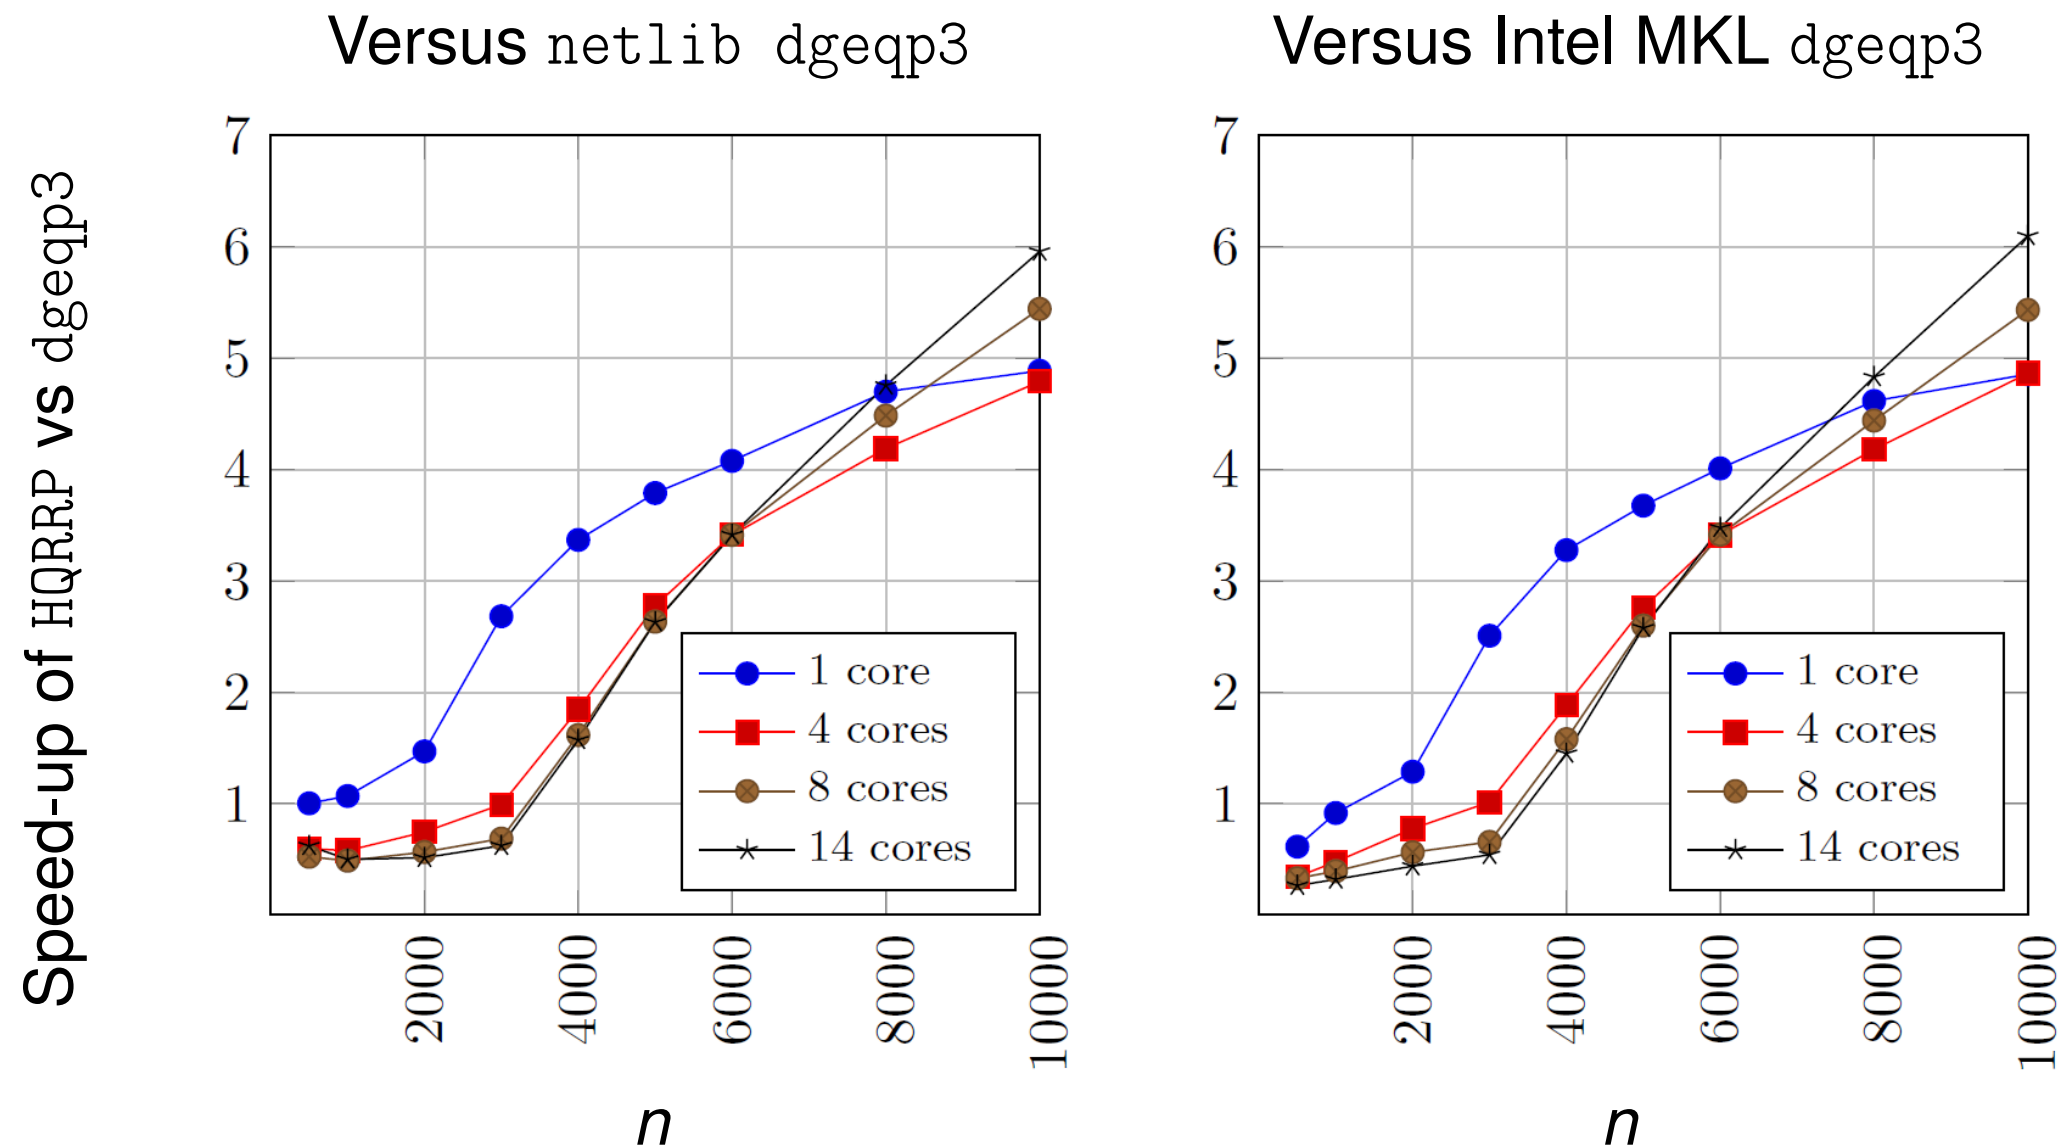 Versus netlib dgeqp3
Speed-up of HQRRP vs dgeqp3
7
6
5
4
3
2
1
1 core
4 cores
8 cores
14 cores
2000
4000
6000
8000
10000
n
Versus Intel MKL dgeqp3
7
6
5
4
3
2
1
1 core
4 cores
8 cores
14 cores
2000
4000
6000
8000
10000
n